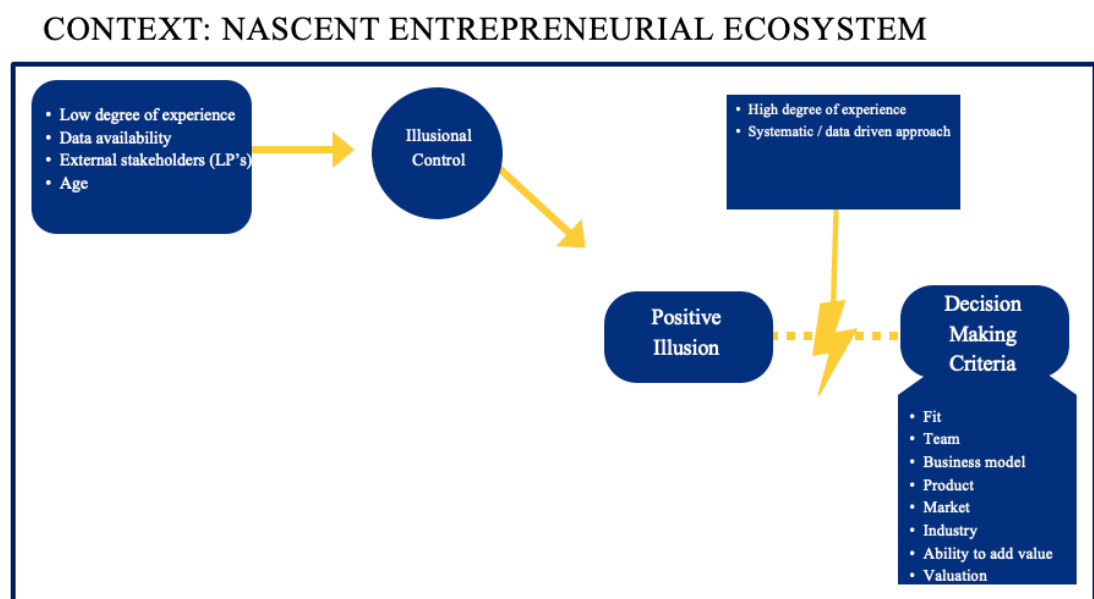 CONTEXT: NASCENT ENTREPRENEURIAL ECOSYSTEM
• Low degree of experience
• Data availability
• External stakeholders (LP's)
• Age
Illusional
Control
• High degree of experience
• Systematic / data driven approach
Positive
Illusion
Decision
Making
Criteria
• Fit
• Team
• Business model
• Product
• Market
• Industry
• Ability to add value
• Valuation